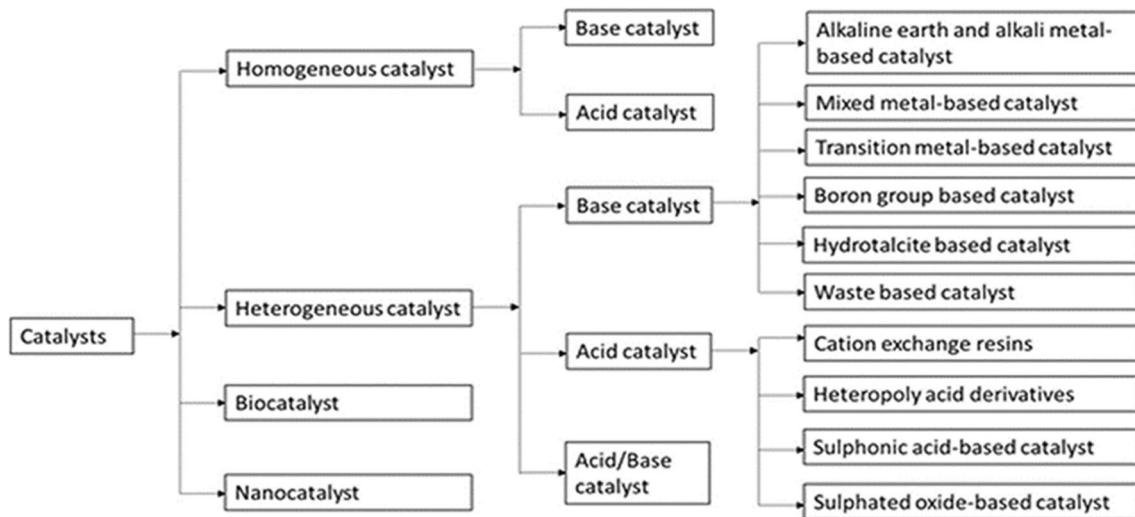 Catalysts
Homogeneous catalyst
Heterogeneous catalyst
Biocatalyst
Nanocatalyst
Base catalyst
Acid catalyst
Base catalyst
Acid catalyst
Acid/Base
catalyst
Alkaline earth and alkali metal-
based catalyst
Mixed metal-based catalyst
Transition metal-based catalyst
Boron group based catalyst
Hydrotalcite based catalyst
Waste based catalyst
Cation exchange resins
Heteropoly acid derivatives
Sulphonic acid-based catalyst
Sulphated oxide-based catalyst